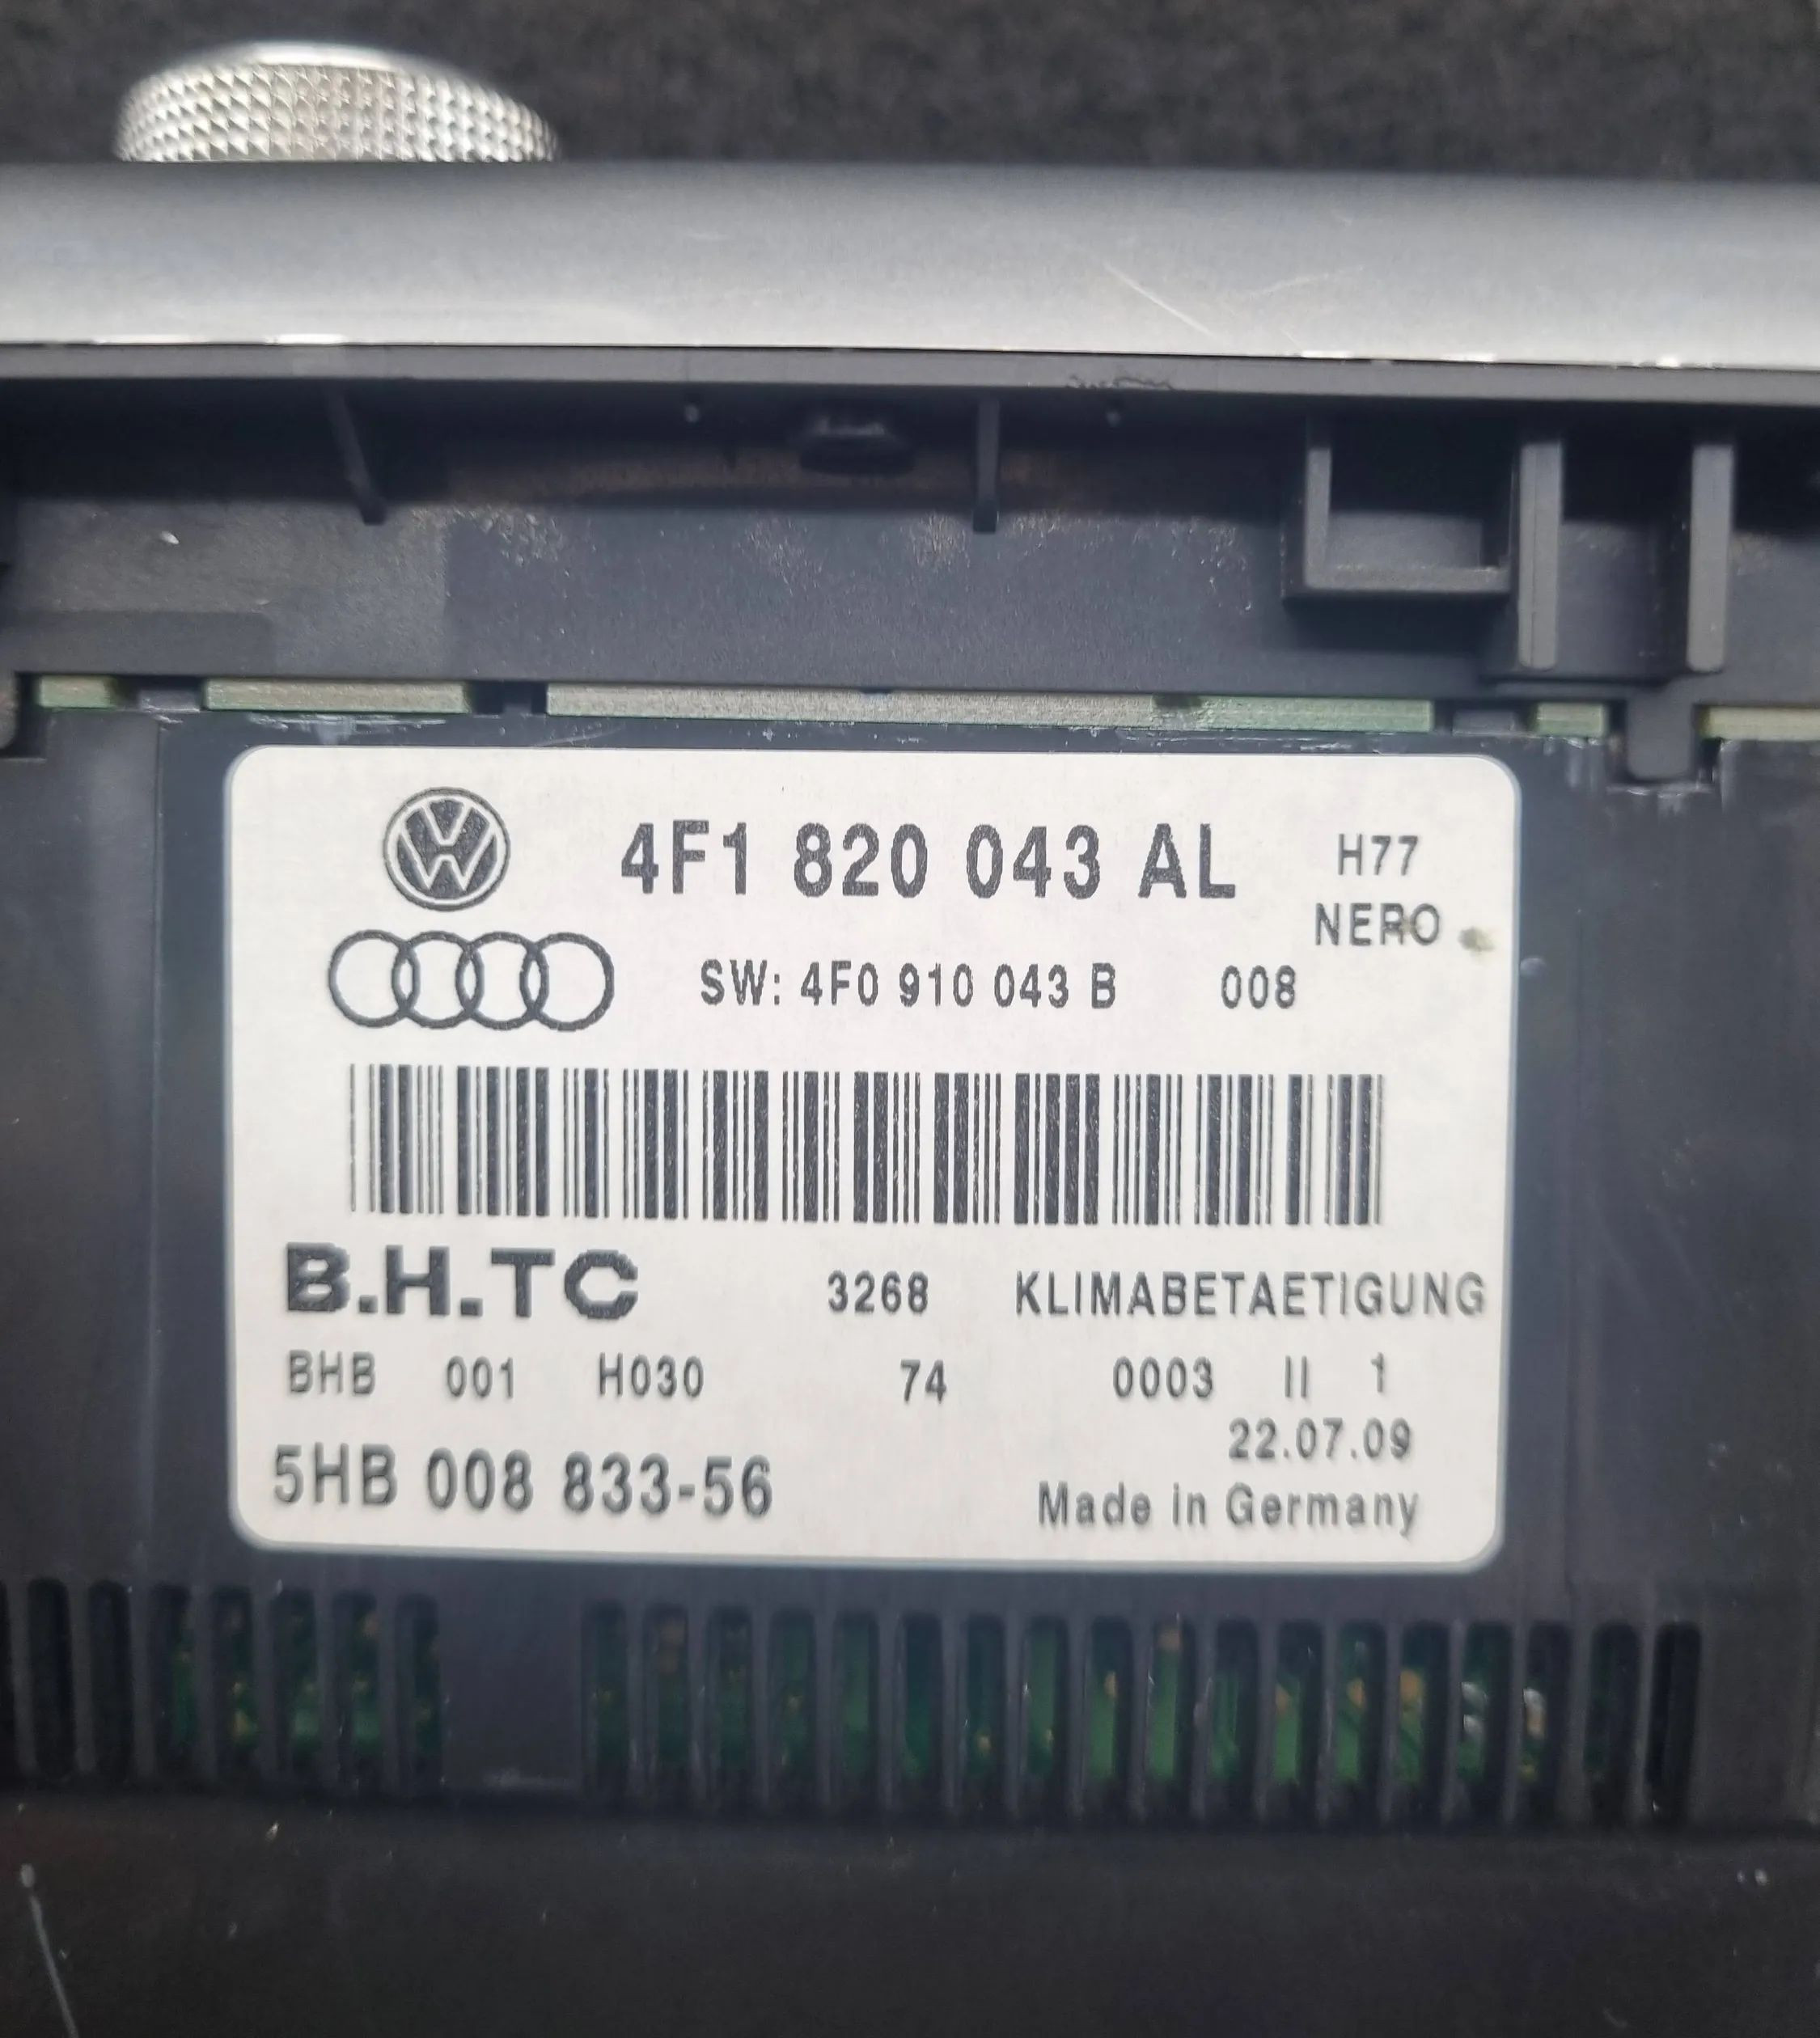 4F1 820 043 AL H77
NERO
SW: 4F0 910 043 B 008
B.H.TC 3268 KLIMABETAETIGUNG
BHB 001 H030 74 0003 II 1
22.07.09
5HB 008 833-56
Made in Germany